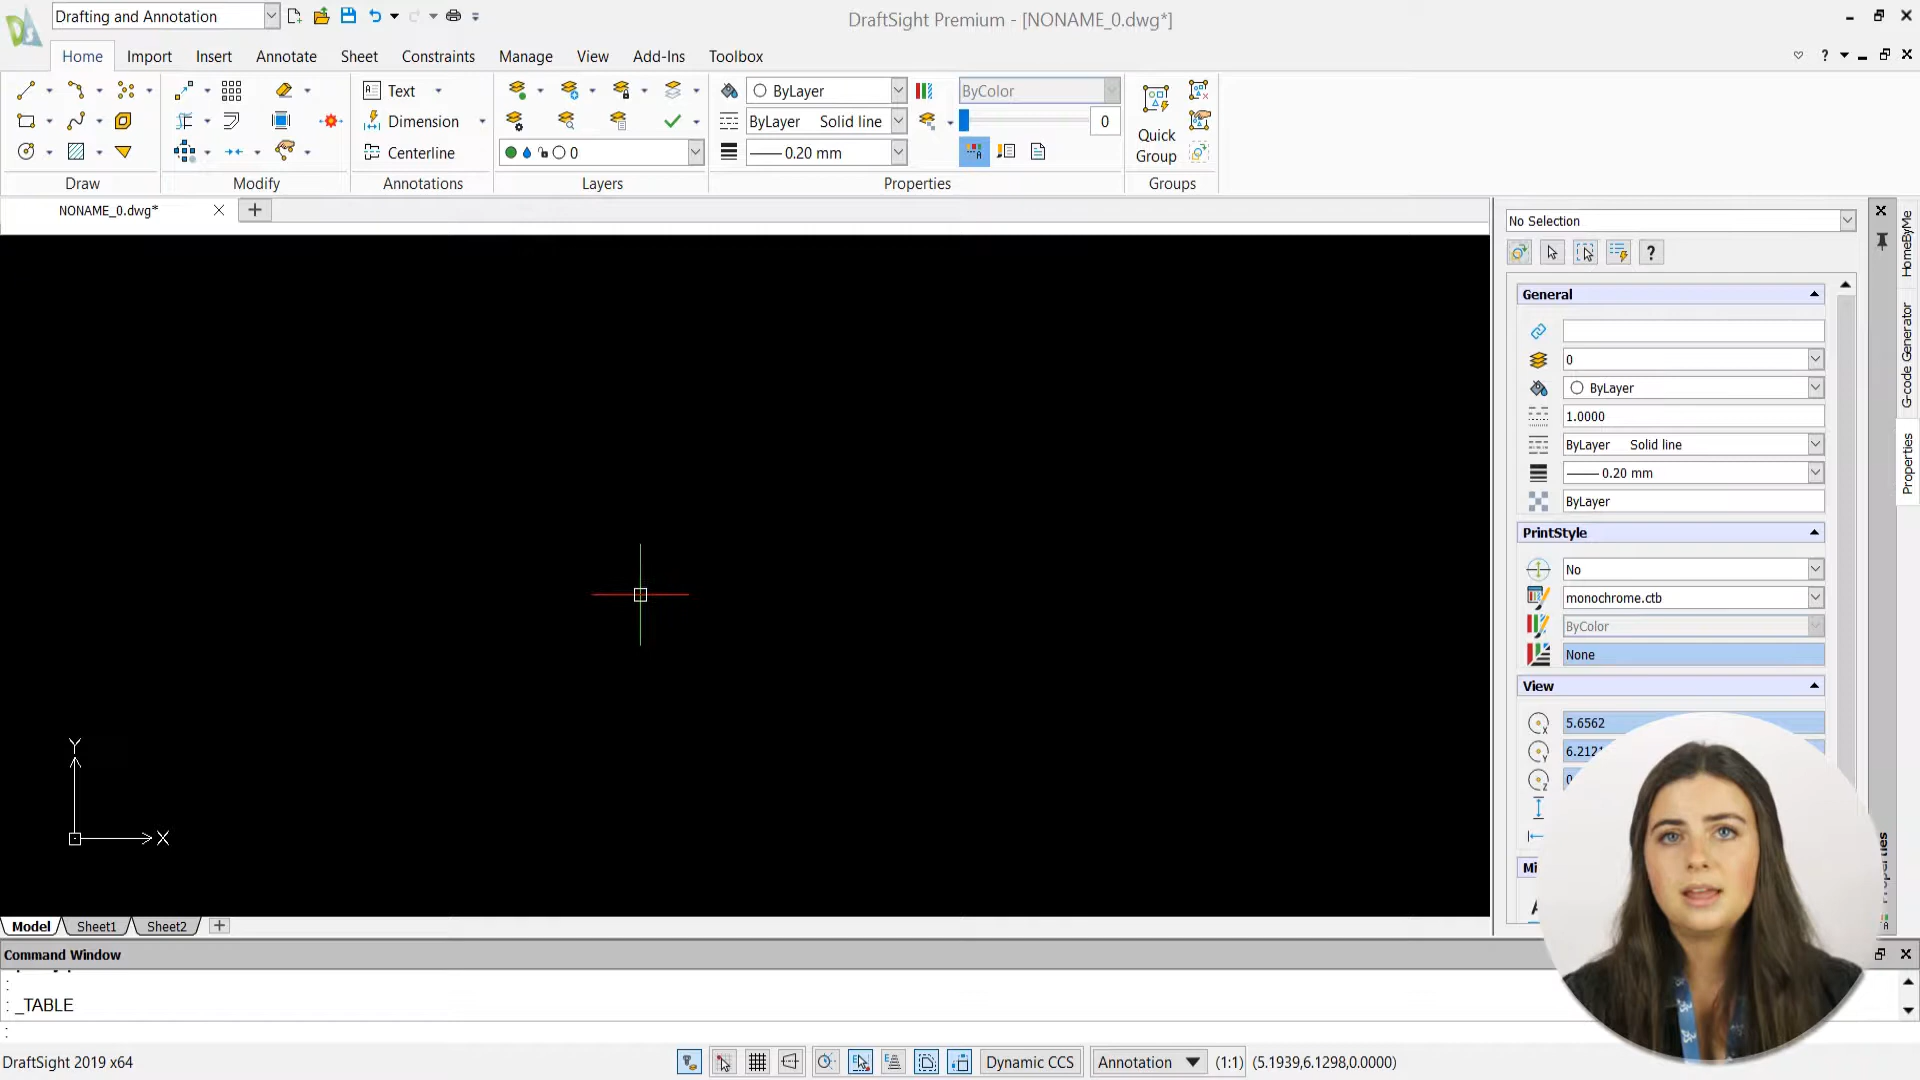 Drafting and Annotation
DraftSight Premium - [NONAME_0.dwg*]
Home
Import
Insert
Annotate
Sheet
Constraints
Manage
View
Add-Ins
Toolbox
?
Text
Dimension
Centerline
0
ByLayer
ByLayer Solid line
0.20 mm
ByColor
0
Quick
Group
Draw
Modify
Annotations
Layers
Properties
Groups
NONAME_0.dwg*
No Selection
?
General
0
ByLayer
1.0000
ByLayer Solid line
0.20 mm
ByLayer
PrintStyle
No
monochrome.ctb
ByColor
None
View
5.6562
HomeByMe
G-code Generator
Properties
Y
X
Model
Sheet1
Sheet2
Command Window
:
: _TABLE
:
DraftSight 2019 x64
Dynamic CCS
Annotation
(1:1)
(5.1939,6.1298,0.0000)